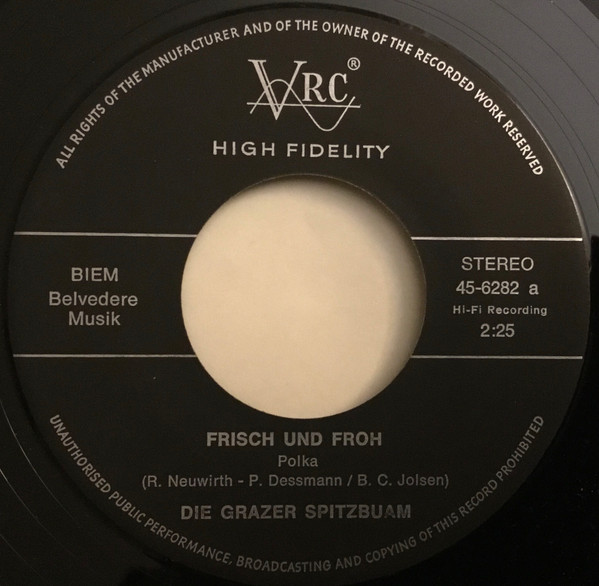 ALL RIGHTS OF THE MANUFACTURER AND OF THE OWNER OF THE RECORDED WORK RESERVED
VRC®
HIGH FIDELITY
BIEM
Belvedere
Musik
STEREO
45-6282 a
Hi-Fi Recording
2:25
FRISCH UND FROH
Polka
(R. Neuwirth - P. Dessmann / B. C. Jolsen)
DIE GRAZER SPITZBUAM
UNAUTHORISED PUBLIC PERFORMANCE, BROADCASTING AND COPYING OF THIS RECORD PROHIBITED